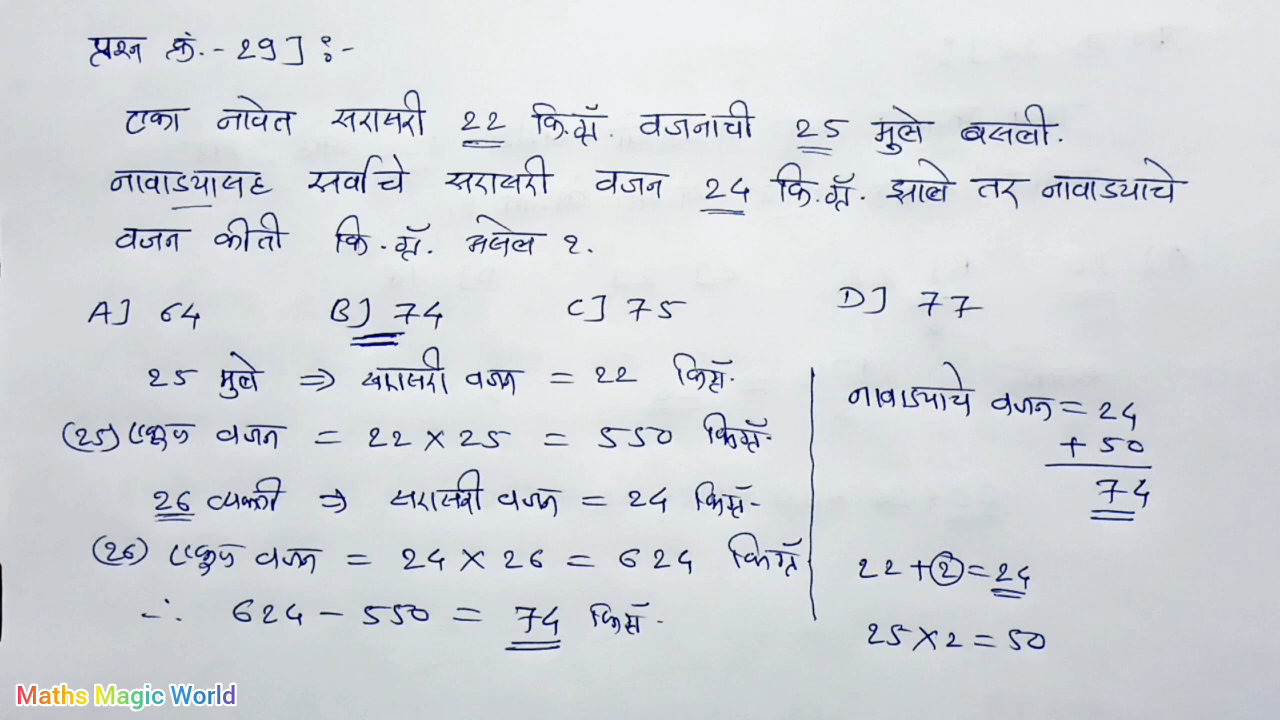 प्रश्न क्रं. - 29] :-
एका नावेत सरासरी 22 कि.ग्रॅ. वजनाची 25 मुले बसली.
नावाड्यासह सर्वांचे सरासरी वजन 24 कि.ग्रॅ. झाले तर नावाड्याचे
वजन कीती कि.ग्रॅ. असेल ?.
A] 64 B] 74 C] 75 D] 77
25 मुले ⇒ सरासरी वजन = 22 किग्रॅ.
(25) एकूण वजन = 22 × 25 = 550 किग्रॅ.
26 व्यक्ती ⇒ सरासरी वजन = 24 किग्रॅ.
(26) एकूण वजन = 24 × 26 = 624 किग्रॅ
∴ 624 - 550 = 74 किग्रॅ.
नावाड्याचे वजन = 24
+ 50
74
22 + 2 = 24
25 × 2 = 50
Maths Magic World